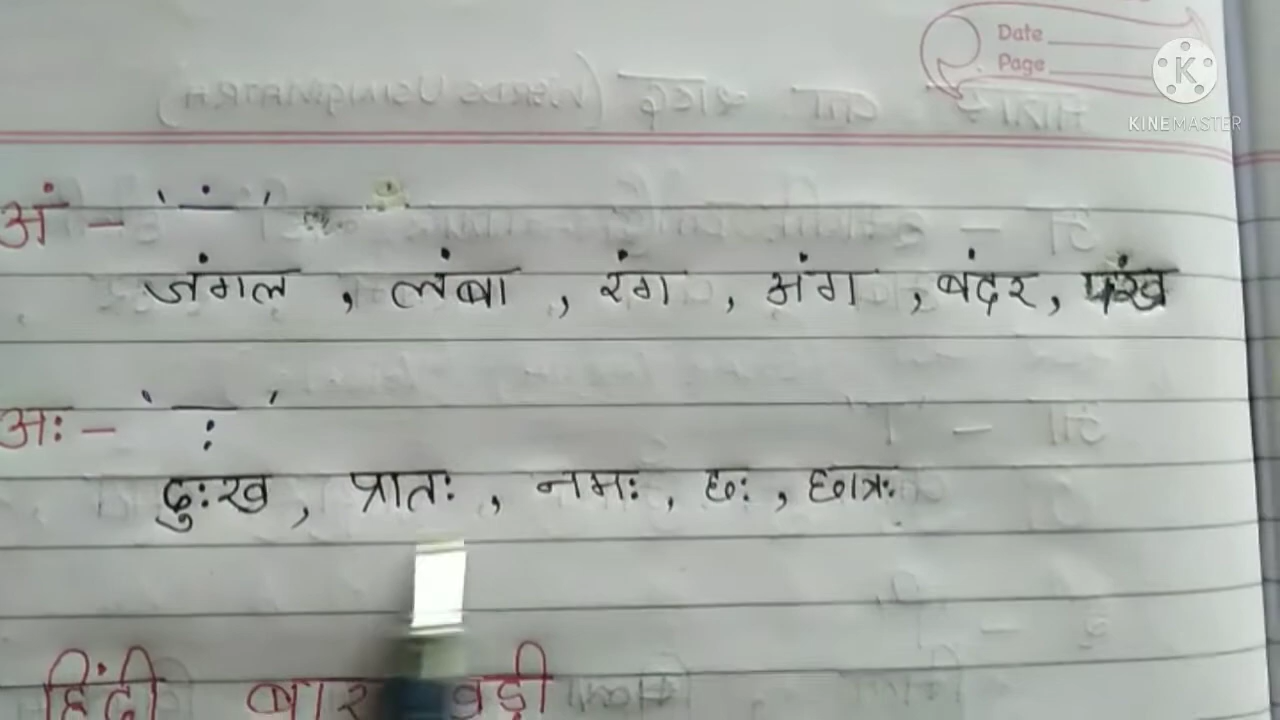 Date
Page
KINEMASTER
अं - ' ं '
जंगल , लंबा , रंग , अंग , बंदर, पंख
अः - ' ः '
दुःख , प्रातः , नमः , छः , छात्रः
हिंदी